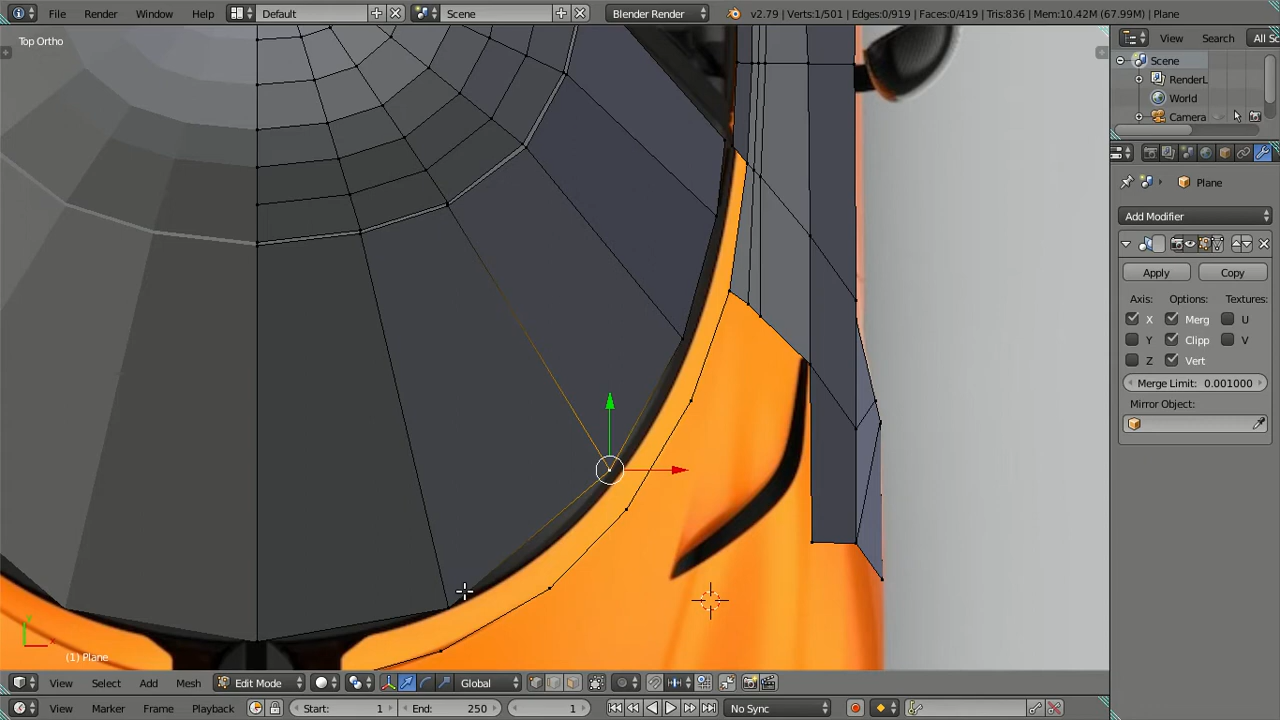 File Render Window Help Default Scene Blender Render v2.79 | Verts:1/501 | Edges:0/919 | Faces:0/419 | Tris:836 | Mem:10.42M (67.99M) | Plane
Top Ortho
View Search All Sc
Scene
RenderL
World
Camera
Plane
Add Modifier
Apply Copy
Axis: Options: Textures:
X Merg U
Y Clipp V
Z Vert
Merge Limit: 0.001000
Mirror Object:
y
x
(1) Plane
View Select Add Mesh Edit Mode Global
View Marker Frame Playback Start: 1 End: 250 1 No Sync